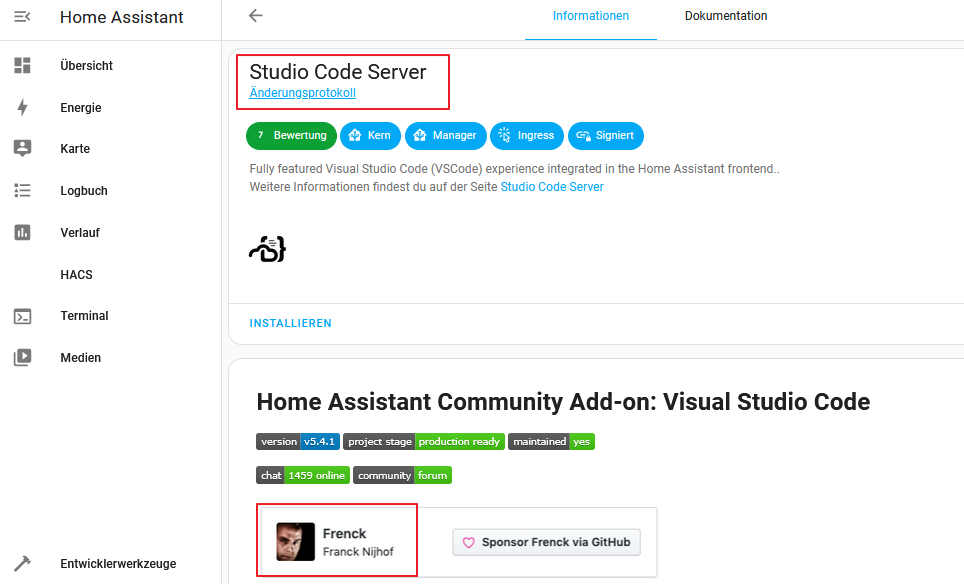 Home Assistant
Informationen
Dokumentation
Übersicht
Energie
Karte
Logbuch
Verlauf
HACS
Terminal
Medien
Entwicklerwerkzeuge
Studio Code Server
Änderungsprotokoll
7 Bewertung Kern Manager Ingress Signiert
Fully featured Visual Studio Code (VSCode) experience integrated in the Home Assistant frontend..
Weitere Informationen findest du auf der Seite Studio Code Server
INSTALLIEREN
Home Assistant Community Add-on: Visual Studio Code
version v5.4.1 project stage production ready maintained yes
chat 1459 online community forum
Frenck
Franck Nijhof
Sponsor Frenck via GitHub